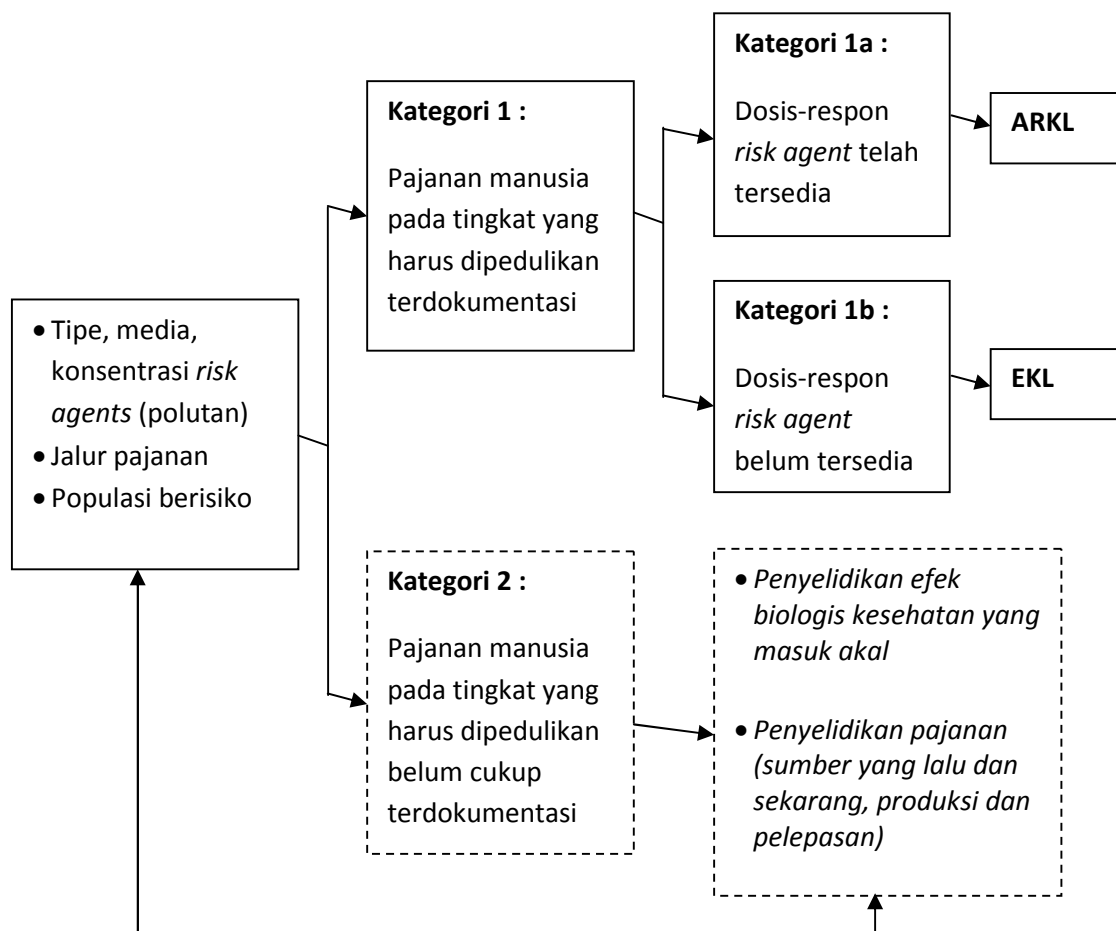 • Tipe, media,
konsentrasi risk
agents (polutan)
• Jalur pajanan
• Populasi berisiko
Kategori 1 :
Pajanan manusia
pada tingkat yang
harus dipedulikan
terdokumentasi
Kategori 1a :
Dosis-respon
risk agent telah
tersedia
ARKL
Kategori 1b :
Dosis-respon
risk agent
belum tersedia
EKL
Kategori 2 :
Pajanan manusia
pada tingkat yang
harus dipedulikan
belum cukup
terdokumentasi
• Penyelidikan efek
biologis kesehatan yang
masuk akal
• Penyelidikan pajanan
(sumber yang lalu dan
sekarang, produksi dan
pelepasan)